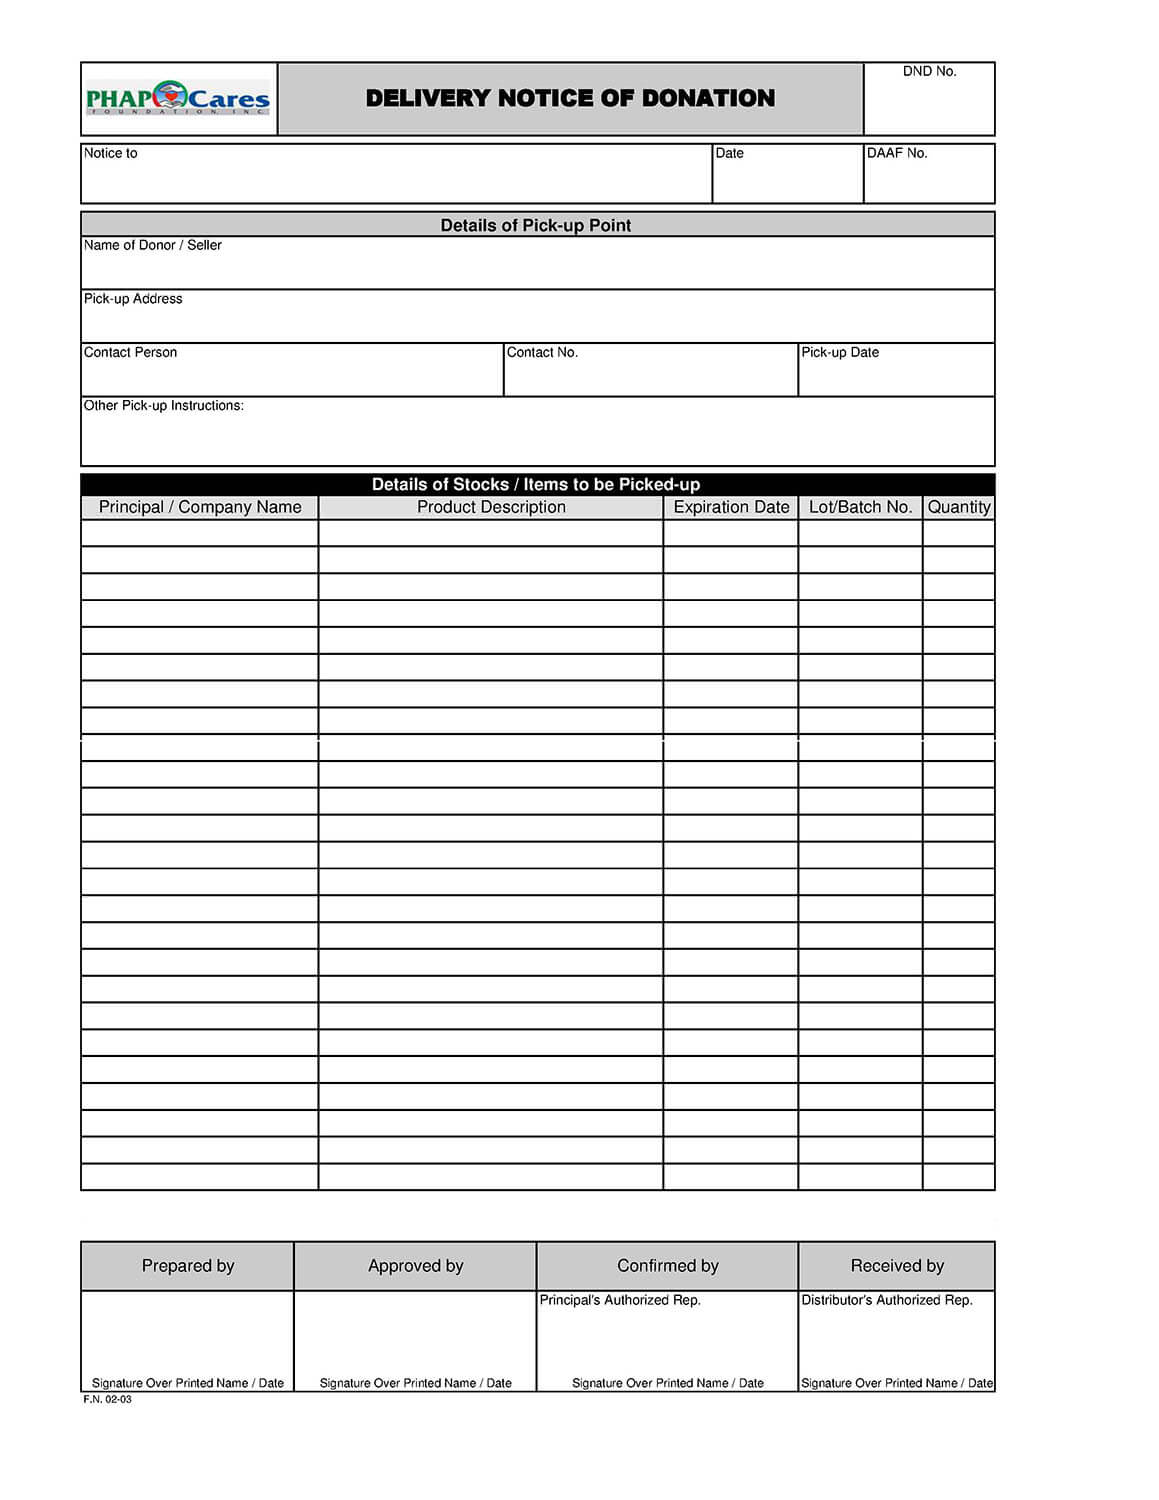 PHAP Cares
FOUNDATION, INC
DELIVERY NOTICE OF DONATION
DND No.
Notice to
Date
DAAF No.
Details of Pick-up Point
Name of Donor / Seller
Pick-up Address
Contact Person
Contact No.
Pick-up Date
Other Pick-up Instructions:
Details of Stocks / Items to be Picked-up
Principal / Company Name
Product Description
Expiration Date
Lot/Batch No.
Quantity
Prepared by
Approved by
Confirmed by
Received by
Principal's Authorized Rep.
Distributor's Authorized Rep.
Signature Over Printed Name / Date
Signature Over Printed Name / Date
Signature Over Printed Name / Date
Signature Over Printed Name / Date
F.N. 02-03